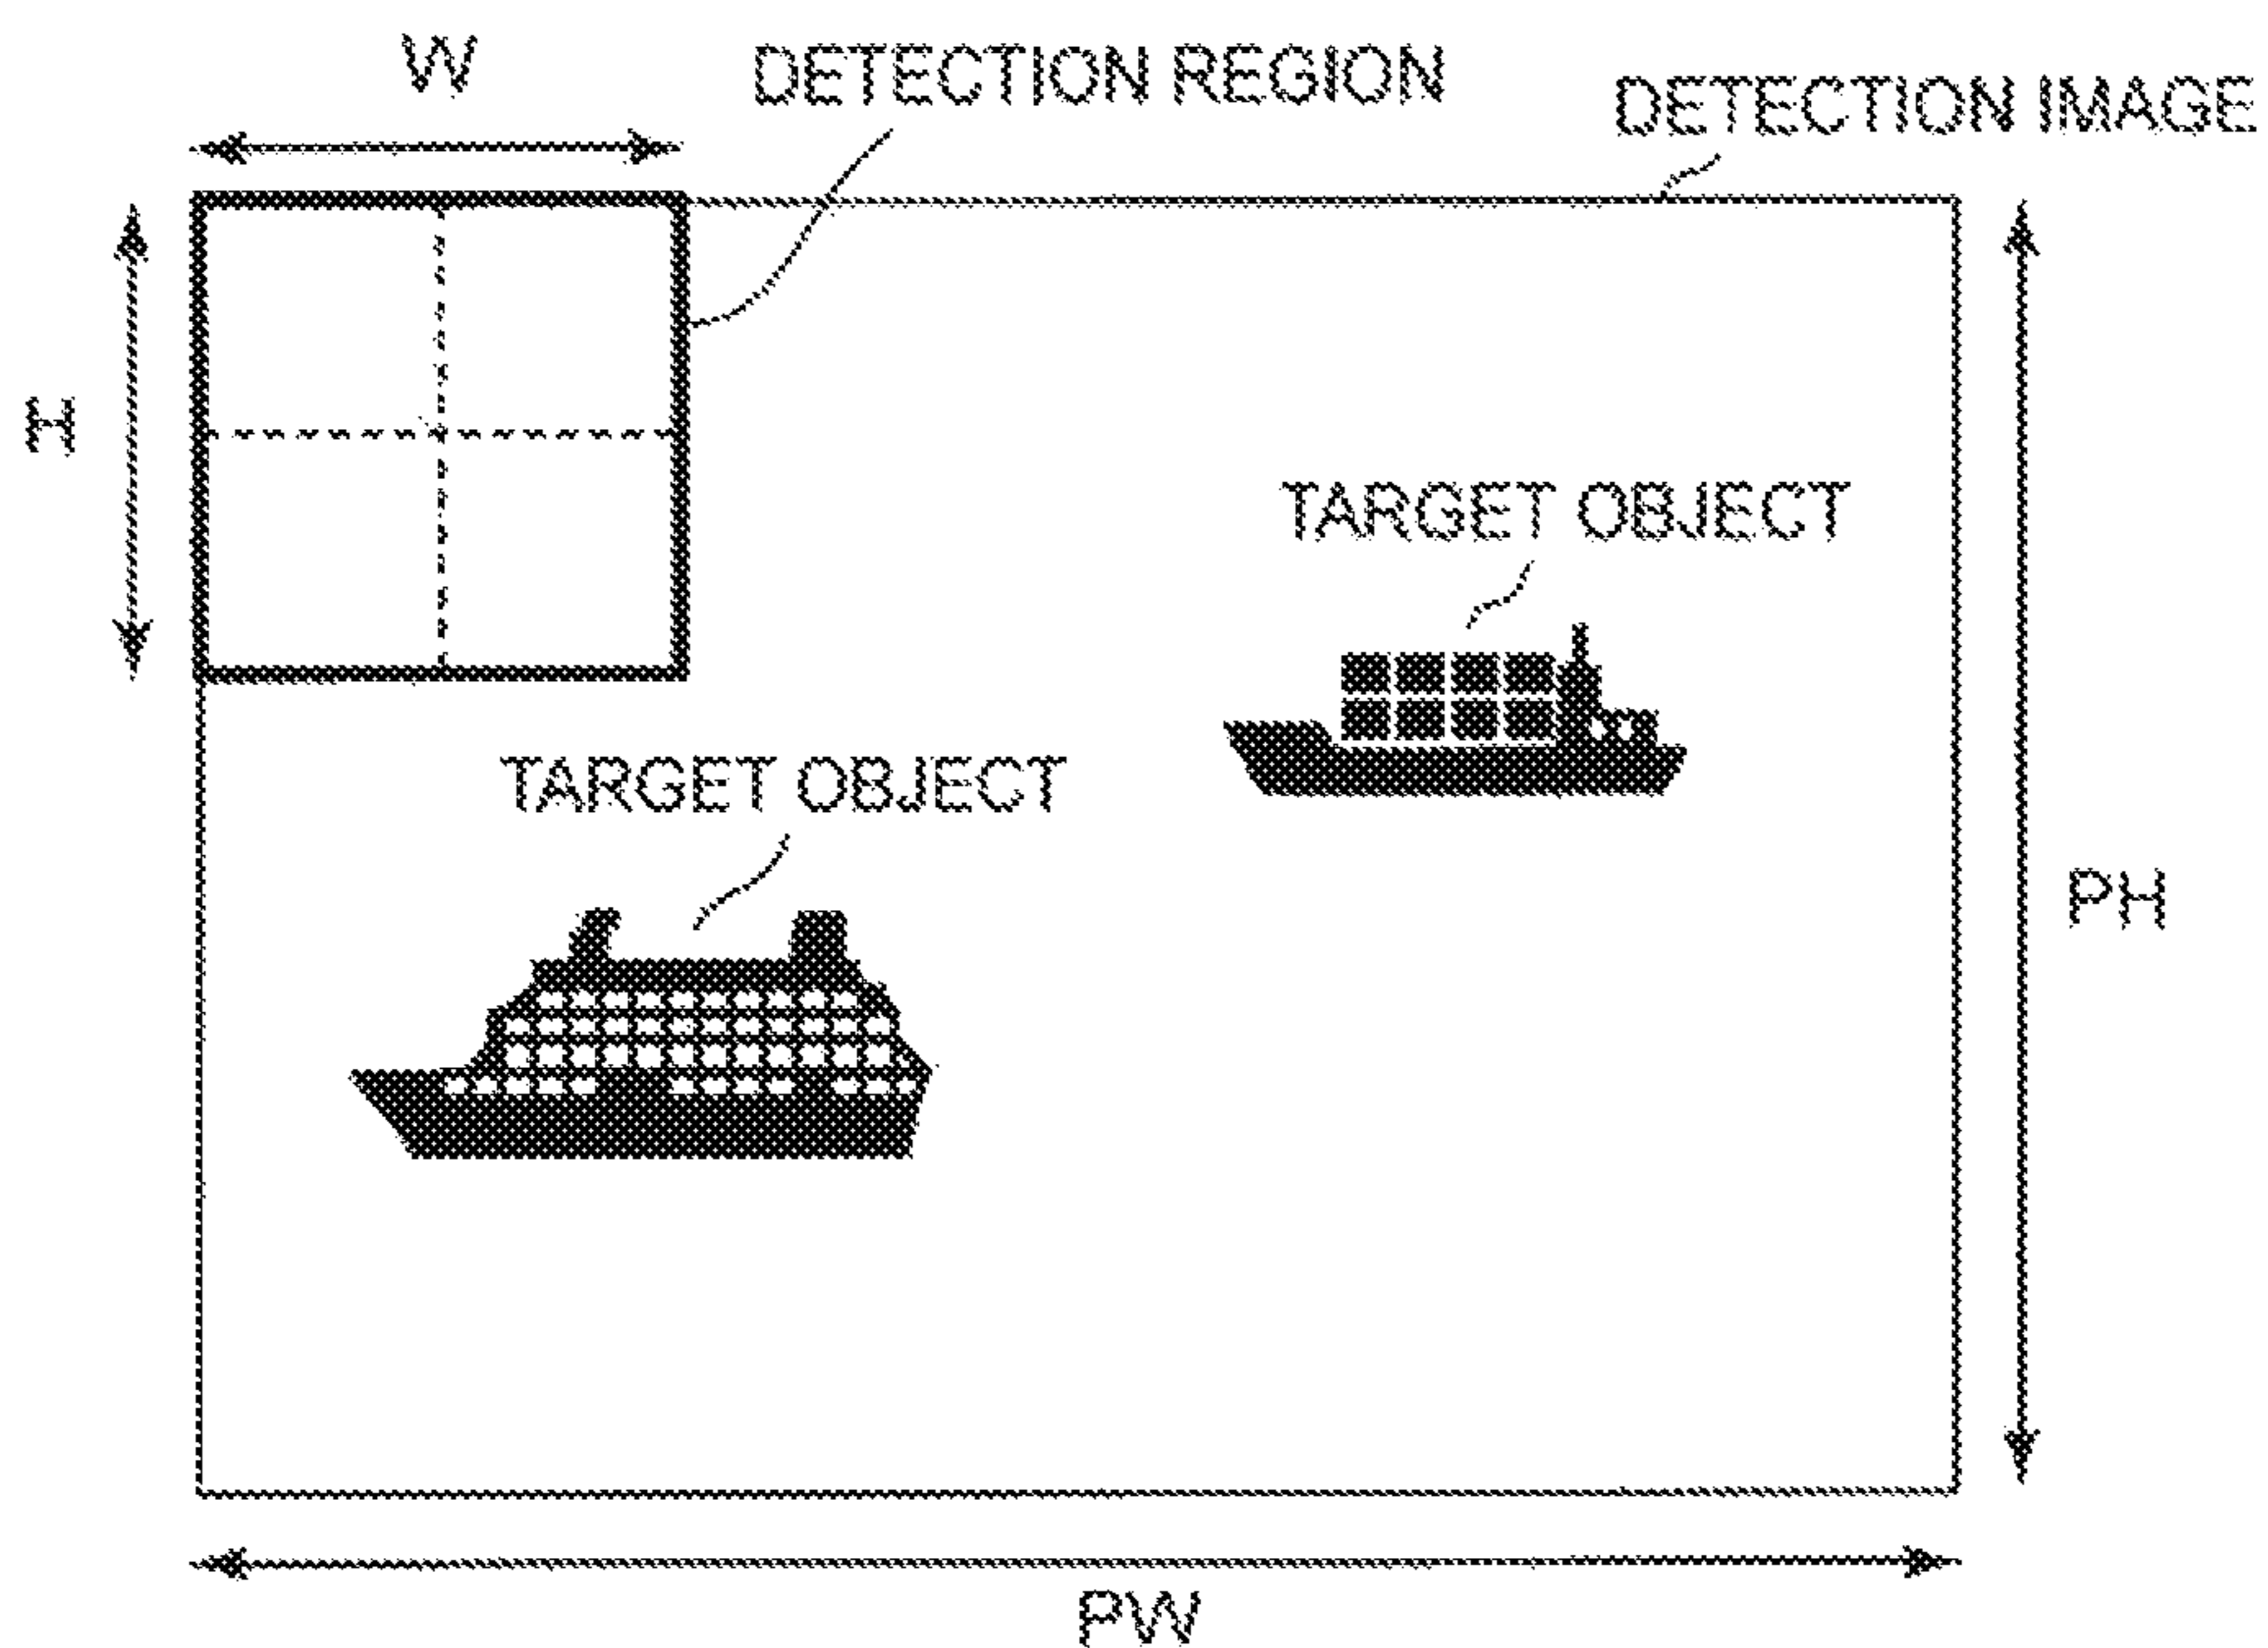 W
DETECTION REGION
DETECTION IMAGE
H
TARGET OBJECT
TARGET OBJECT
PH
PW